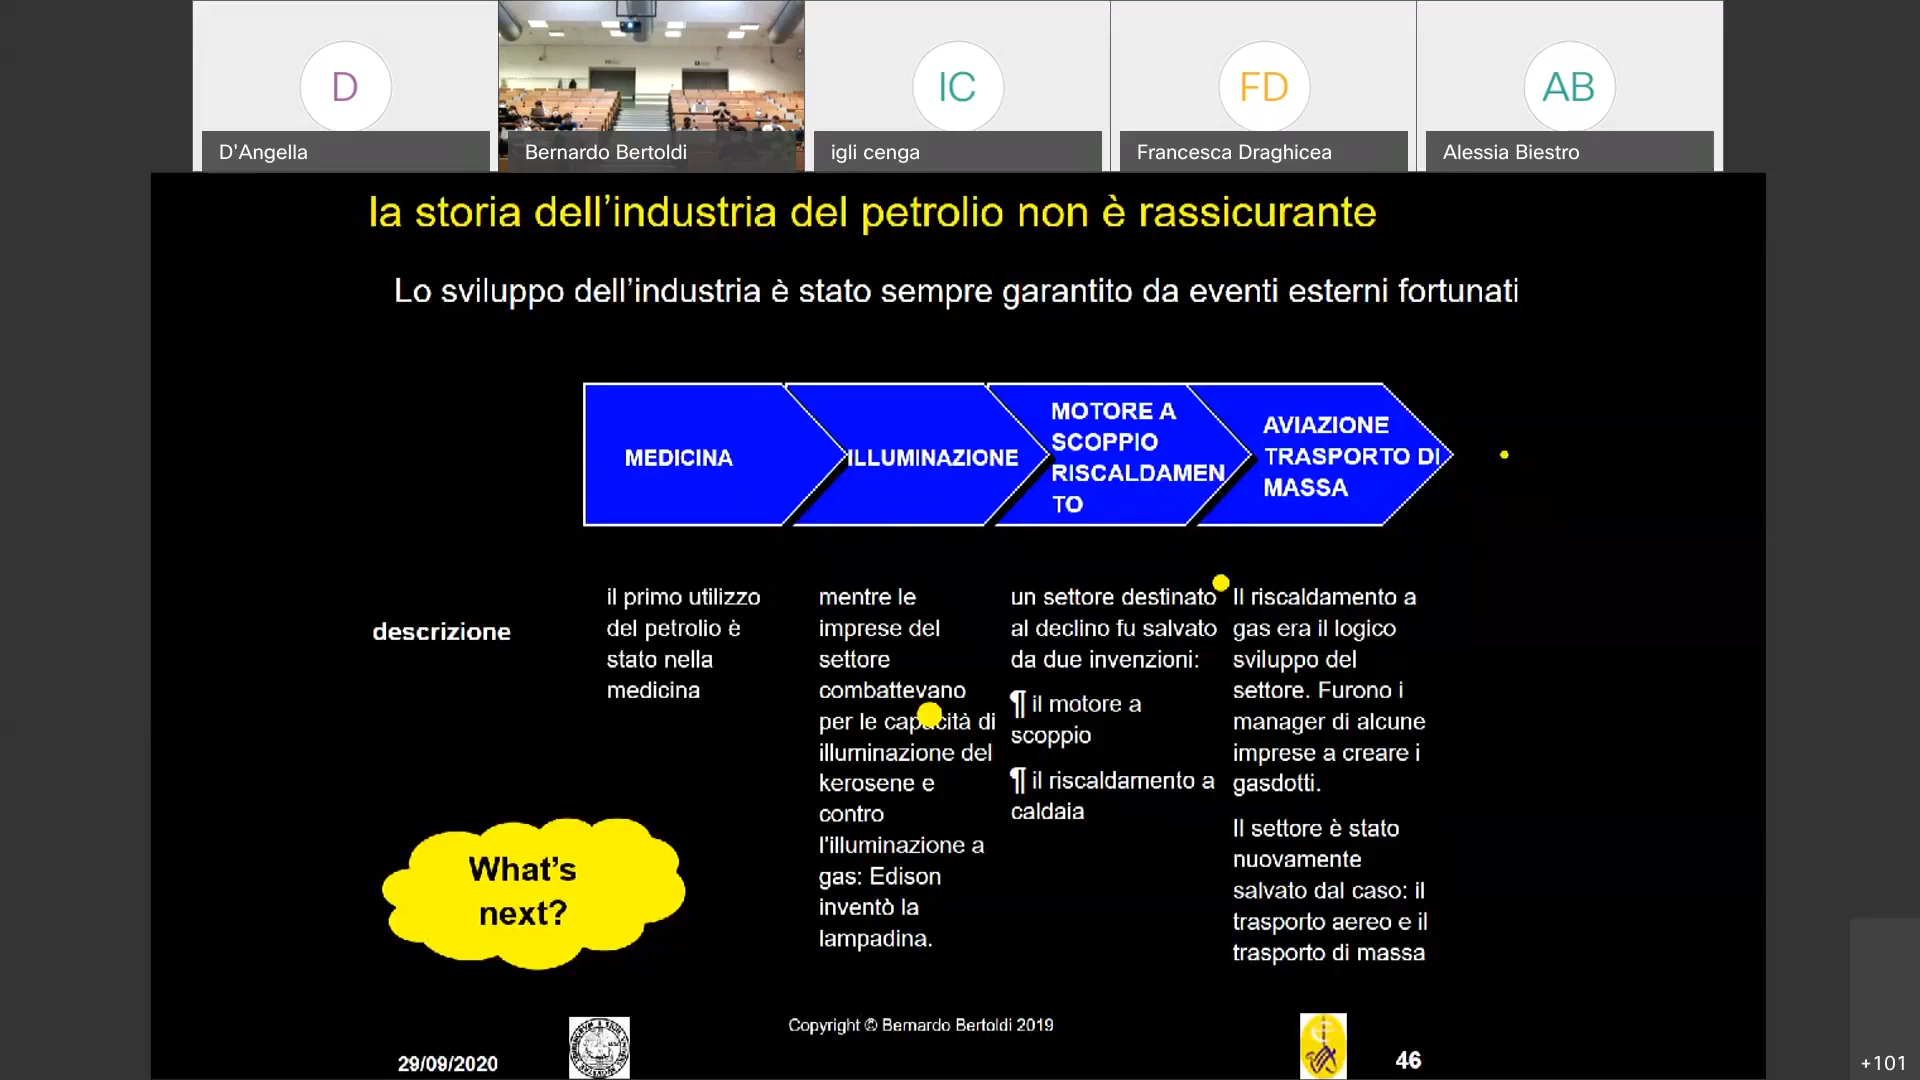 D
IC
FD
AB
D'Angella
Bernardo Bertoldi
igli cenga
Francesca Draghicea
Alessia Biestro
la storia dell’industria del petrolio non è rassicurante
Lo sviluppo dell’industria è stato sempre garantito da eventi esterni fortunati
MEDICINA
ILLUMINAZIONE
MOTORE A
SCOPPIO
RISCALDAMEN
TO
AVIAZIONE
TRASPORTO DI
MASSA
descrizione
il primo utilizzo
del petrolio è
stato nella
medicina
mentre le
imprese del
settore
combattevano
per le capacità di
illuminazione del
kerosene e
contro
l'illuminazione a
gas: Edison
inventò la
lampadina.
un settore destinato
al declino fu salvato
da due invenzioni:
¶ il motore a
scoppio
¶ il riscaldamento a
caldaia
Il riscaldamento a
gas era il logico
sviluppo del
settore. Furono i
manager di alcune
imprese a creare i
gasdotti.
Il settore è stato
nuovamente
salvato dal caso: il
trasporto aereo e il
trasporto di massa
What’s
next?
Copyright © Bernardo Bertoldi 2019
29/09/2020
46
+101